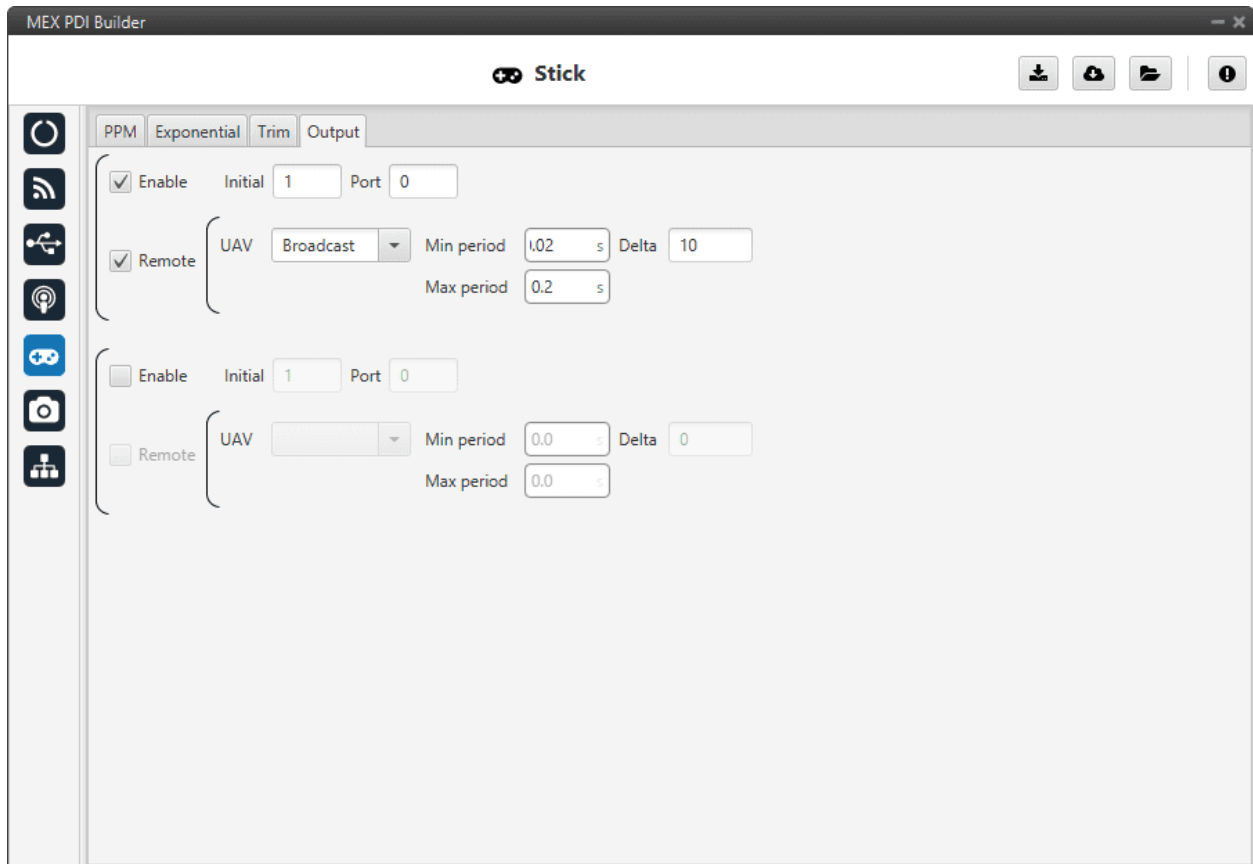 MEX PDI Builder
Stick
PPM Exponential Trim Output
Enable Initial 1 Port 0
Remote UAV Broadcast Min period .02 s Delta 10
Max period 0.2 s
Enable Initial 1 Port 0
Remote UAV Min period 0.0 s Delta 0
Max period 0.0 s